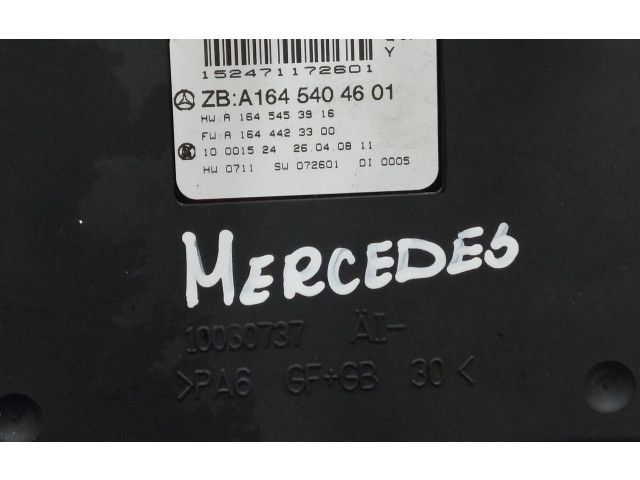 Y
152471172601
ZB:A164 540 46 01
HW:A 164 545 39 16
FW:A 164 442 33 00
10 0015 24 26.04.08 11
HW 0711 SW 072601 DI 0005
MERCEDES
10030737 ÄI-
>PA6 GF+GB 30<